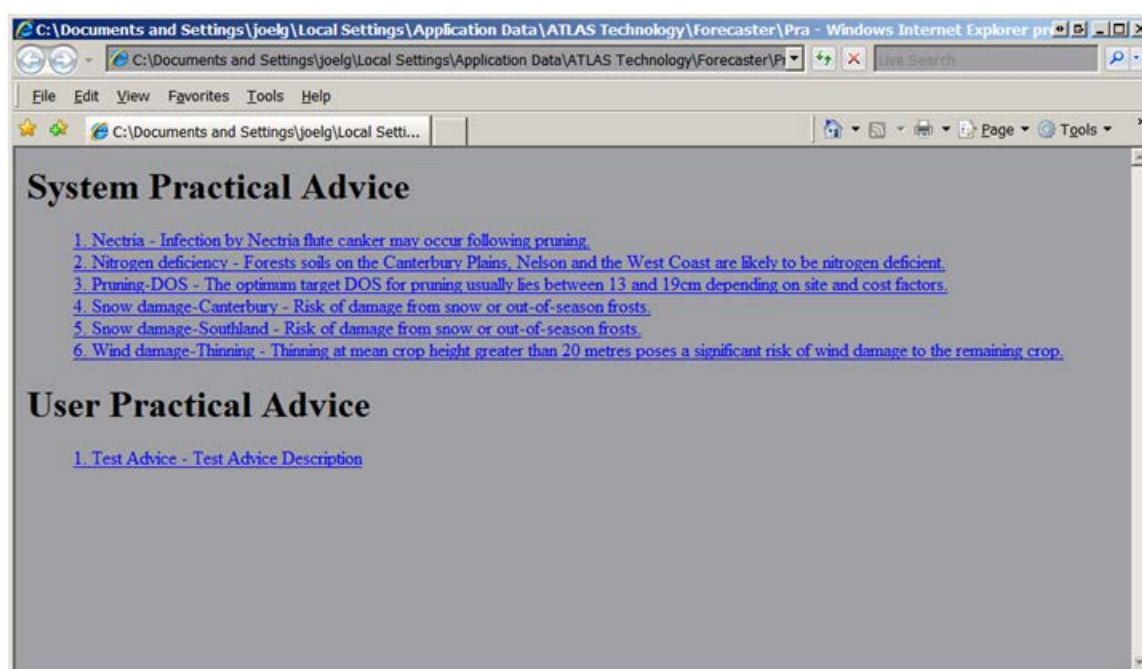 C:\Documents and Settings\joelg\Local Settings\Application Data\ATLAS Technology\Forecaster\Pra - Windows Internet Explorer pr
C:\Documents and Settings\joelg\Local Settings\Application Data\ATLAS Technology\Forecaster\P
Live Search
File Edit View Favorites Tools Help
C:\Documents and Settings\joelg\Local Setti...
Page Tools
System Practical Advice
1. Nectria - Infection by Nectria flute canker may occur following pruning.
2. Nitrogen deficiency - Forests soils on the Canterbury Plains, Nelson and the West Coast are likely to be nitrogen deficient.
3. Pruning-DOS - The optimum target DOS for pruning usually lies between 13 and 19cm depending on site and cost factors.
4. Snow damage-Canterbury - Risk of damage from snow or out-of-season frosts.
5. Snow damage-Southland - Risk of damage from snow or out-of-season frosts.
6. Wind damage-Thinning - Thinning at mean crop height greater than 20 metres poses a significant risk of wind damage to the remaining crop.
User Practical Advice
1. Test Advice - Test Advice Description